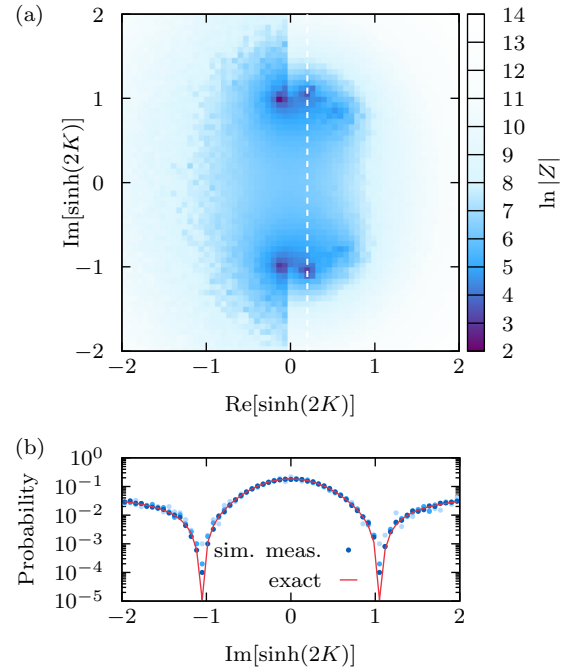 (a)
2
1
0
−1
−2
Im[sinh(2K)]
−2 −1 0 1 2
Re[sinh(2K)]
14
13
12
11
10
9
8
7
6
5
4
3
2
ln |Z|
(b)
Probability
10^0
10^−1
10^−2
10^−3
10^−4
10^−5
sim. meas.
exact
−2 −1 0 1 2
Im[sinh(2K)]